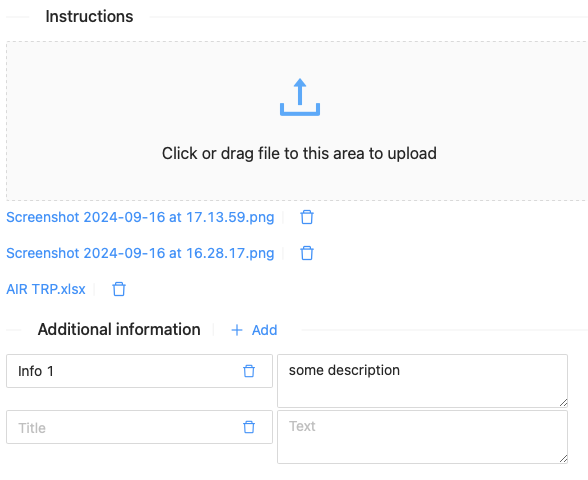 Instructions
Click or drag file to this area to upload
Screenshot 2024-09-16 at 17.13.59.png
Screenshot 2024-09-16 at 16.28.17.png
AIR TRP.xlsx
Additional information + Add
Info 1 some description
Title Text